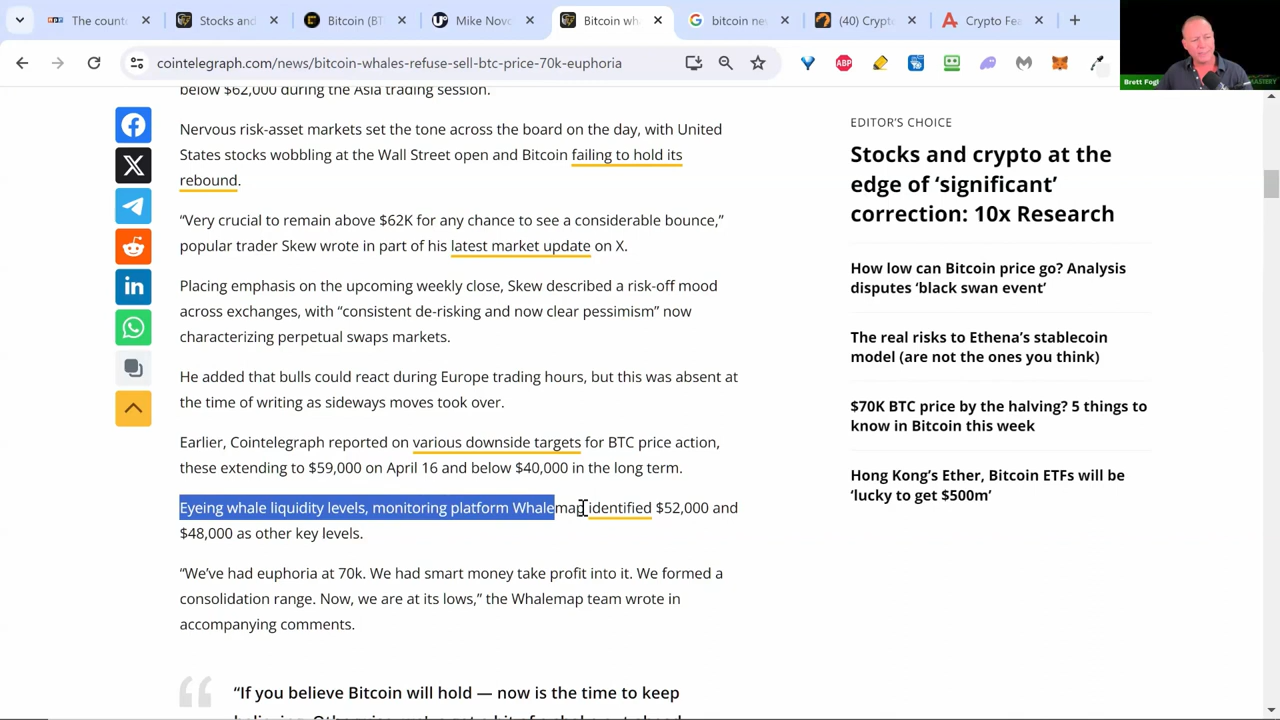 The count
Stocks and
Bitcoin (BT
Mike Novo
Bitcoin wh
bitcoin ne
(40) Crypto
Crypto Fea
cointelegraph.com/news/bitcoin-whales-refuse-sell-btc-price-70k-euphoria
ABP
Brett Fogl
below $62,000 during the Asia trading session.
Nervous risk-asset markets set the tone across the board on the day, with United
States stocks wobbling at the Wall Street open and Bitcoin failing to hold its
rebound.
“Very crucial to remain above $62K for any chance to see a considerable bounce,”
popular trader Skew wrote in part of his latest market update on X.
Placing emphasis on the upcoming weekly close, Skew described a risk-off mood
across exchanges, with “consistent de-risking and now clear pessimism” now
characterizing perpetual swaps markets.
He added that bulls could react during Europe trading hours, but this was absent at
the time of writing as sideways moves took over.
Earlier, Cointelegraph reported on various downside targets for BTC price action,
these extending to $59,000 on April 16 and below $40,000 in the long term.
Eyeing whale liquidity levels, monitoring platform Whalemap identified $52,000 and
$48,000 as other key levels.
“We’ve had euphoria at 70k. We had smart money take profit into it. We formed a
consolidation range. Now, we are at its lows,” the Whalemap team wrote in
accompanying comments.
“If you believe Bitcoin will hold — now is the time to keep
EDITOR’S CHOICE
Stocks and crypto at the
edge of ‘significant’
correction: 10x Research
How low can Bitcoin price go? Analysis
disputes ‘black swan event’
The real risks to Ethena’s stablecoin
model (are not the ones you think)
$70K BTC price by the halving? 5 things to
know in Bitcoin this week
Hong Kong’s Ether, Bitcoin ETFs will be
‘lucky to get $500m’